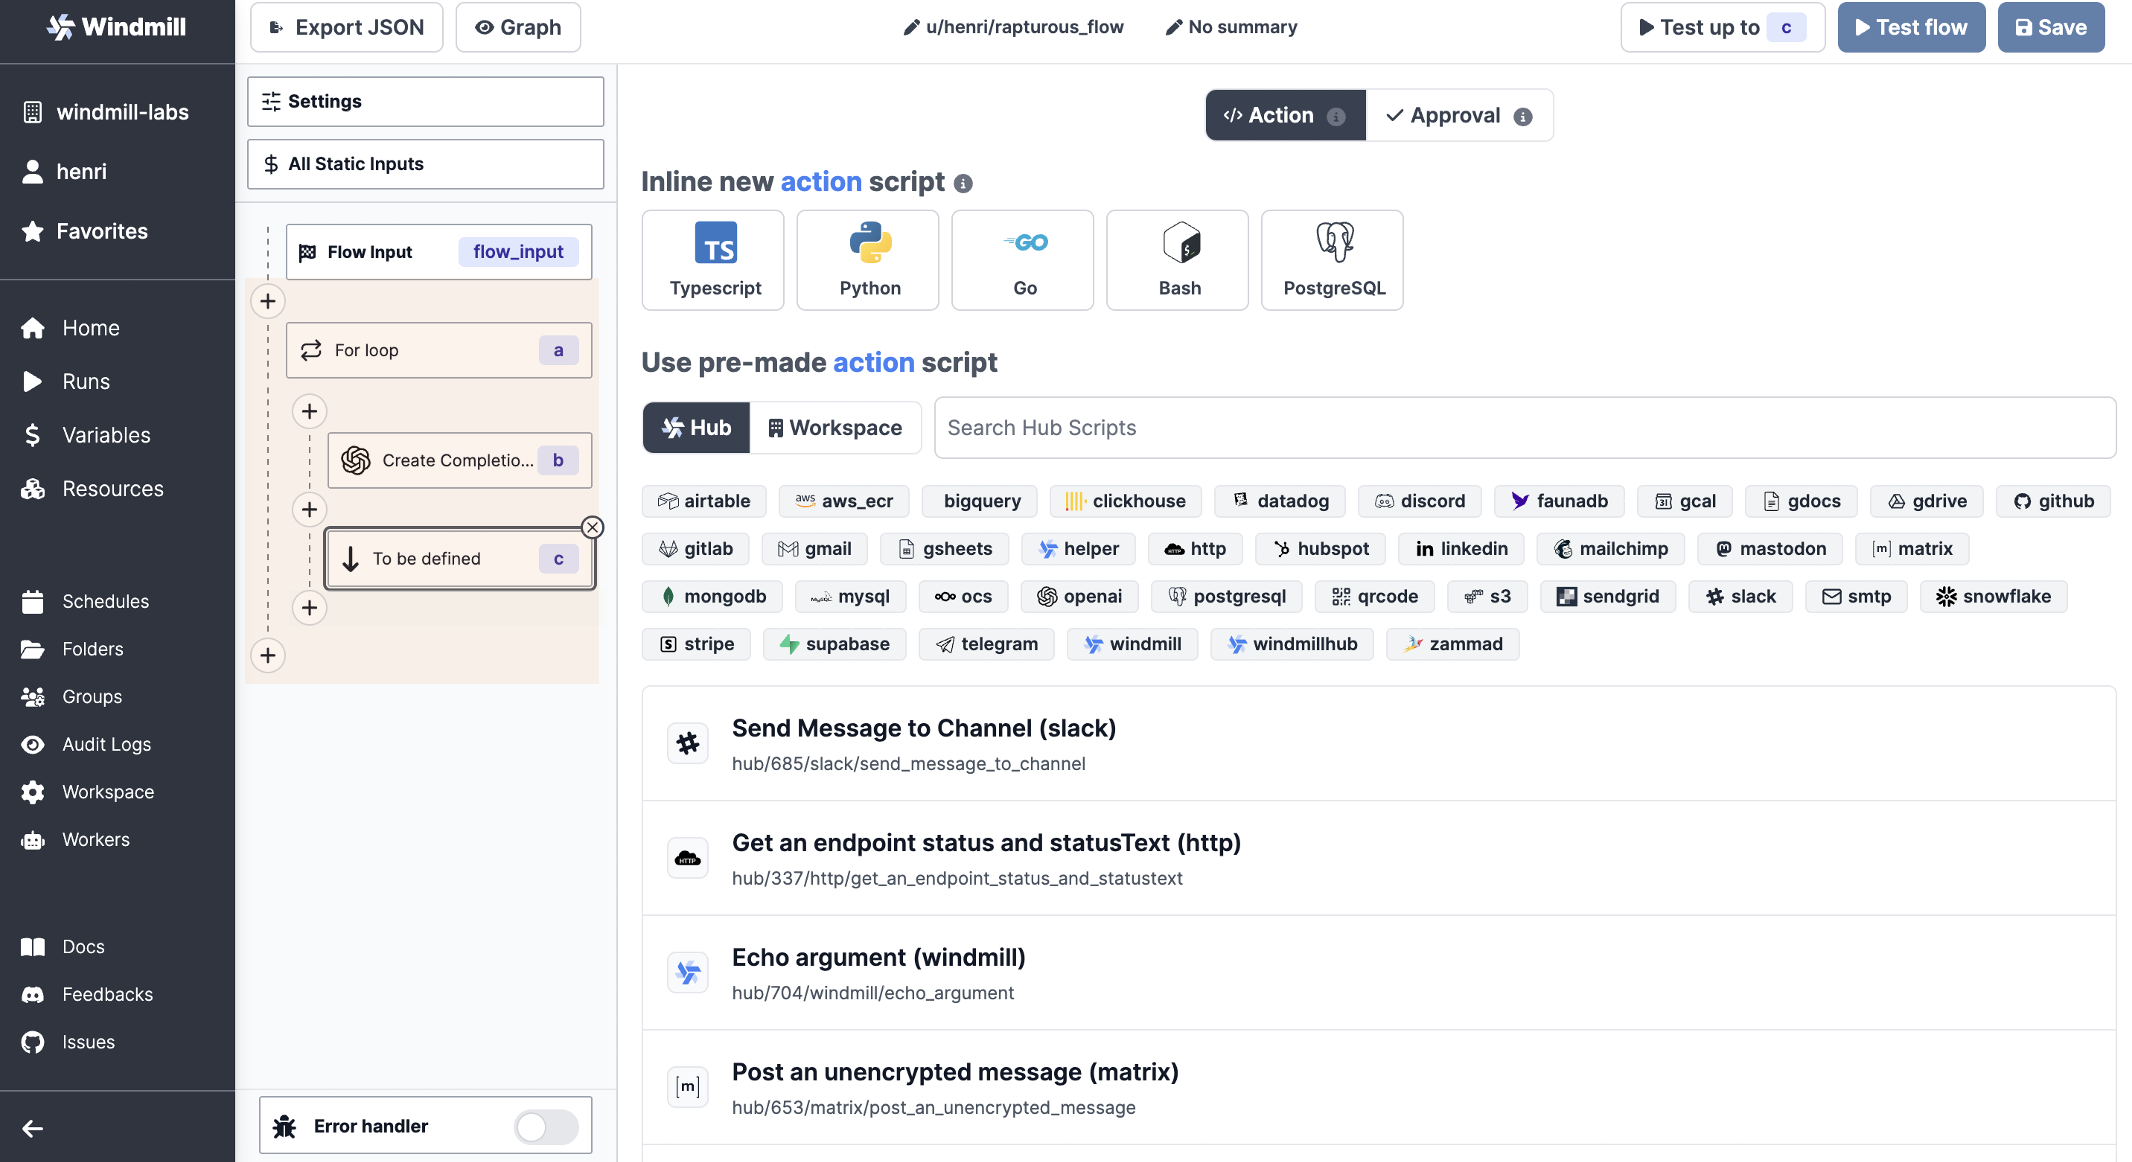 Windmill
windmill-labs
henri
Favorites
Home
Runs
Variables
Resources
Schedules
Folders
Groups
Audit Logs
Workspace
Workers
Docs
Feedbacks
Issues
Export JSON
Graph
u/henri/rapturous_flow
No summary
Test up to c
Test flow
Save
Settings
All Static Inputs
Flow Input flow_input
For loop a
Create Completio... b
To be defined c
Error handler
Action
Approval
Inline new action script
TS
Typescript
Python
GO
Go
$_
Bash
PostgreSQL
Use pre-made action script
Hub
Workspace
Search Hub Scripts
airtable aws aws_ecr bigquery clickhouse datadog discord faunadb gcal gdocs gdrive github
gitlab gmail gsheets helper http hubspot in linkedin mailchimp mastodon [m] matrix
mongodb mysql ocs openai postgresql qrcode s3 sendgrid slack smtp snowflake
S stripe supabase telegram windmill windmillhub zammad
Send Message to Channel (slack)
hub/685/slack/send_message_to_channel
HTTP
Get an endpoint status and statusText (http)
hub/337/http/get_an_endpoint_status_and_statustext
Echo argument (windmill)
hub/704/windmill/echo_argument
[m]
Post an unencrypted message (matrix)
hub/653/matrix/post_an_unencrypted_message